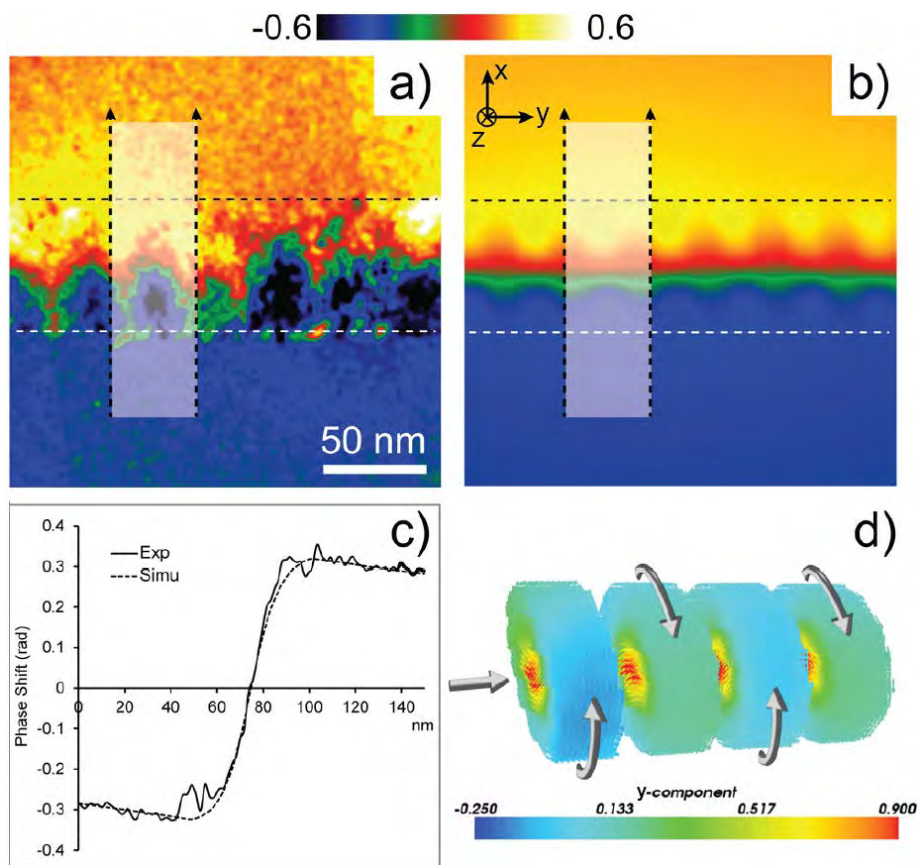 -0.6 0.6
a)
b)
x
y
z
50 nm
c)
0.4
0.3
0.2
0.1
0
-0.1
-0.2
-0.3
-0.4
Phase Shift (rad)
Exp
Simu
0 20 40 60 80 100 120 140
nm
d)
y-component
-0.250 0.133 0.517 0.900